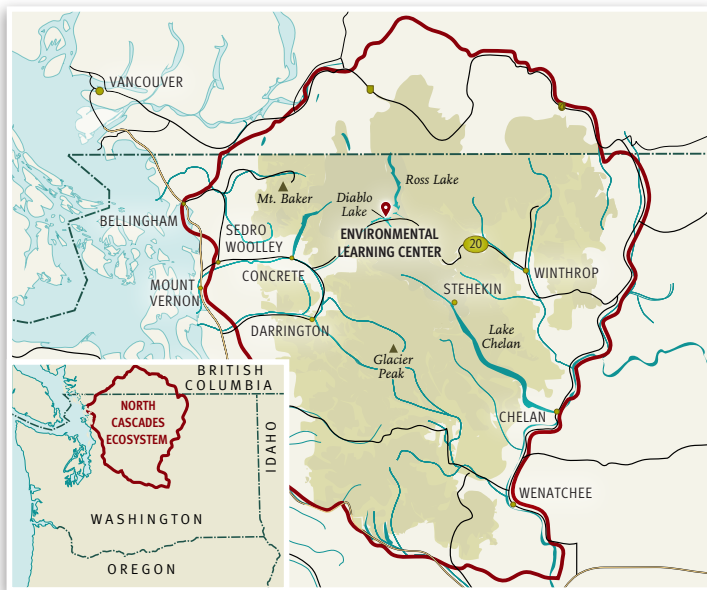 VANCOUVER
Mt. Baker
Ross Lake
Diablo
Lake
BELLINGHAM
SEDRO
WOOLLEY
ENVIRONMENTAL
LEARNING CENTER
20
CONCRETE
WINTHROP
MOUNT
VERNON
STEHEKIN
DARRINGTON
Lake
Chelan
Glacier
Peak
CHELAN
WENATCHEE
BRITISH
COLUMBIA
NORTH
CASCADES
ECOSYSTEM
IDAHO
WASHINGTON
OREGON